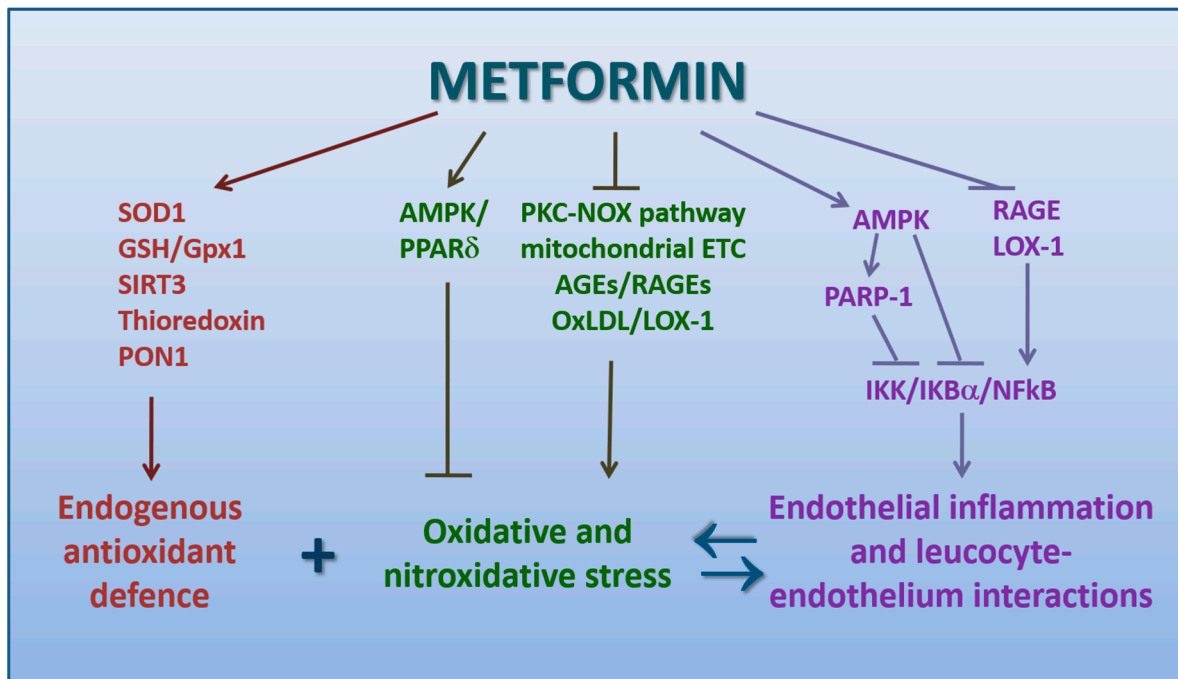 METFORMIN
SOD1
GSH/Gpx1
SIRT3
Thioredoxin
PON1
AMPK/
PPARδ
PKC-NOX pathway
mitochondrial ETC
AGEs/RAGEs
OxLDL/LOX-1
AMPK
PARP-1
RAGE
LOX-1
IKK/IKBα/NFkB
Endogenous
antioxidant
defence
+
Oxidative and
nitroxidative stress
Endothelial inflammation
and leucocyte-
endothelium interactions